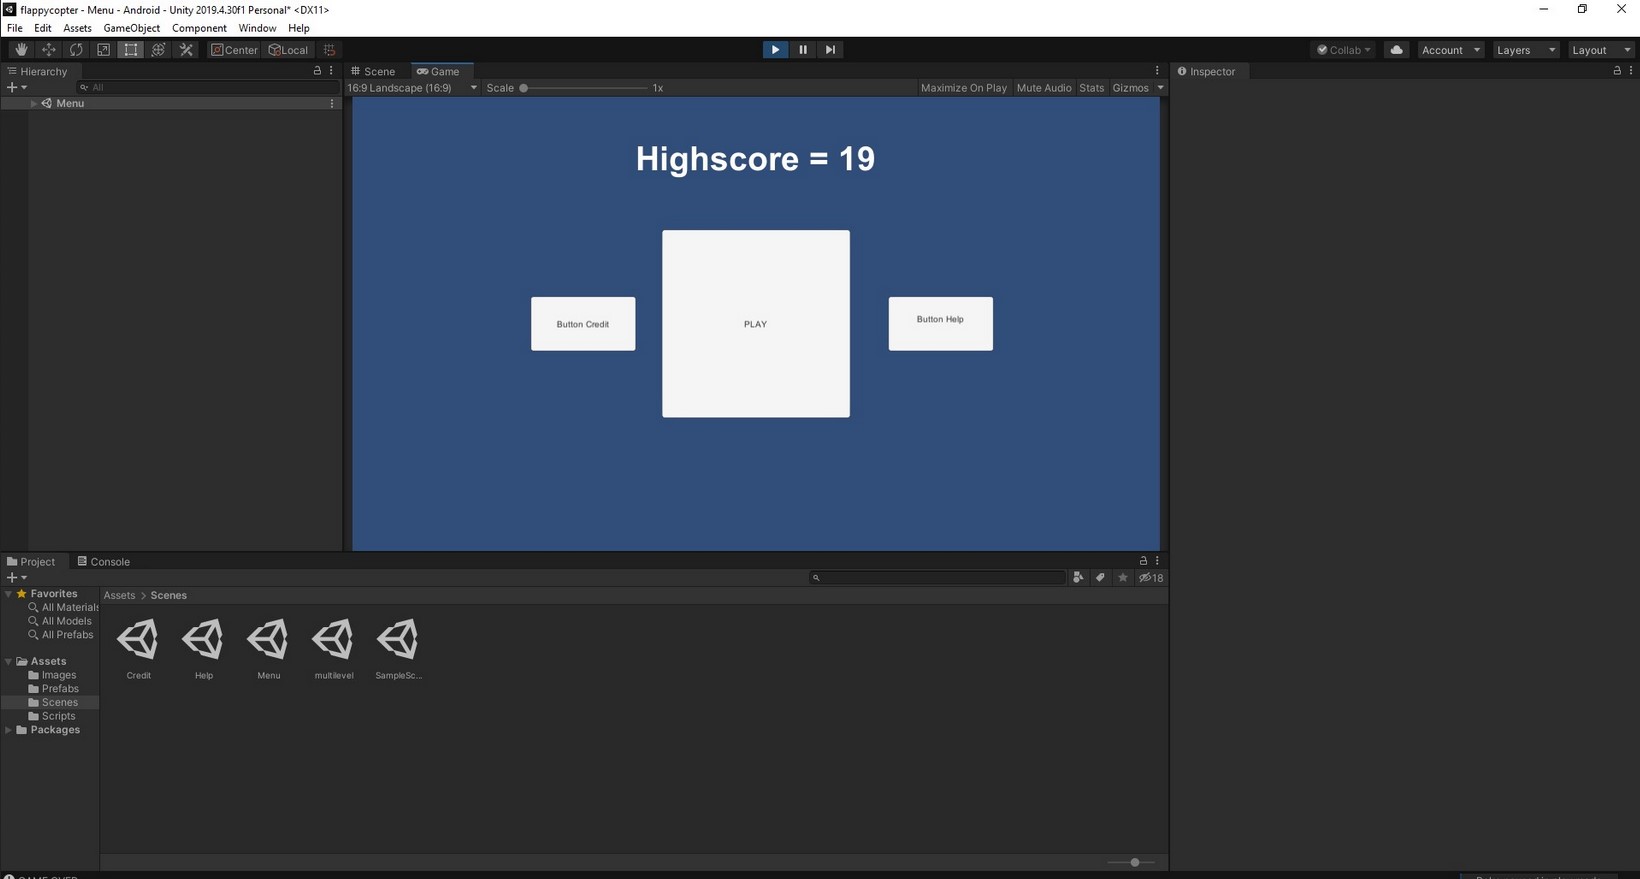 flappycopter - Menu - Android - Unity 2019.4.30f1 Personal* <DX11>
File Edit Assets GameObject Component Window Help
Center Local
Collab Account Layers Layout
Hierarchy
All
Menu
Scene Game
16:9 Landscape (16:9) Scale 1x Maximize On Play Mute Audio Stats Gizmos
Highscore = 19
Button Credit
PLAY
Button Help
Inspector
Project Console
18
Favorites
All Materials
All Models
All Prefabs
Assets
Images
Prefabs
Scenes
Scripts
Packages
Assets > Scenes
Credit Help Menu multilevel SampleSc...
GAME OVER